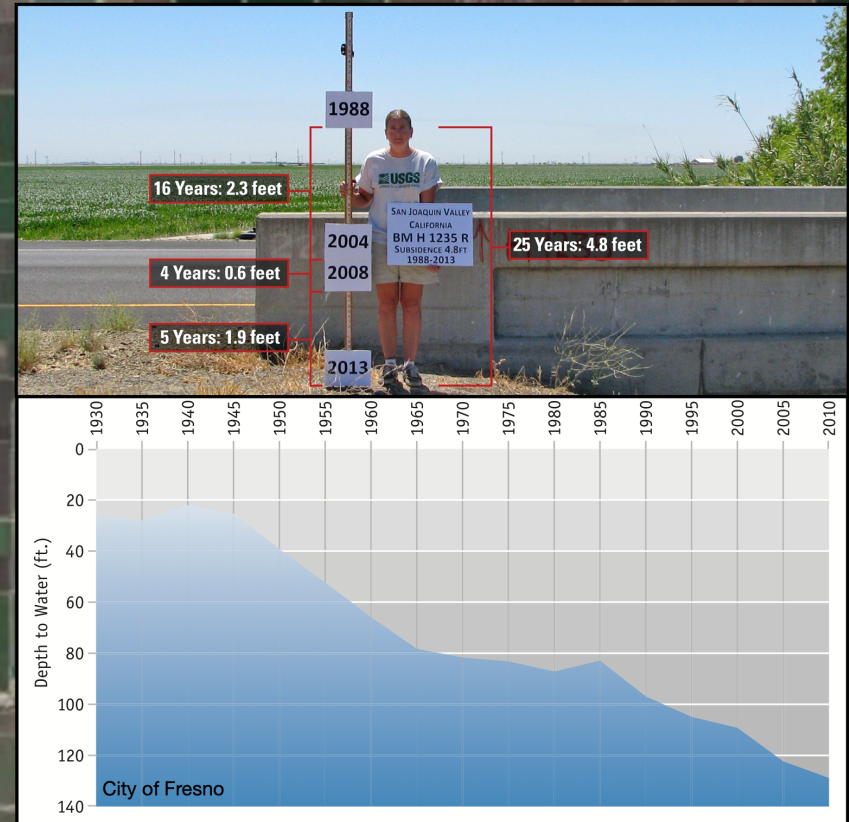 1988
16 Years: 2.3 feet
USGS
SAN JOAQUIN VALLEY
CALIFORNIA
BM H 1235 R
SUBSIDENCE 4.8FT
1988-2013
2004
25 Years: 4.8 feet
4 Years: 0.6 feet
2008
5 Years: 1.9 feet
2013
1930 1935 1940 1945 1950 1955 1960 1965 1970 1975 1980 1985 1990 1995 2000 2005 2010
Depth to Water (ft.)
0
20
40
60
80
100
120
140
City of Fresno